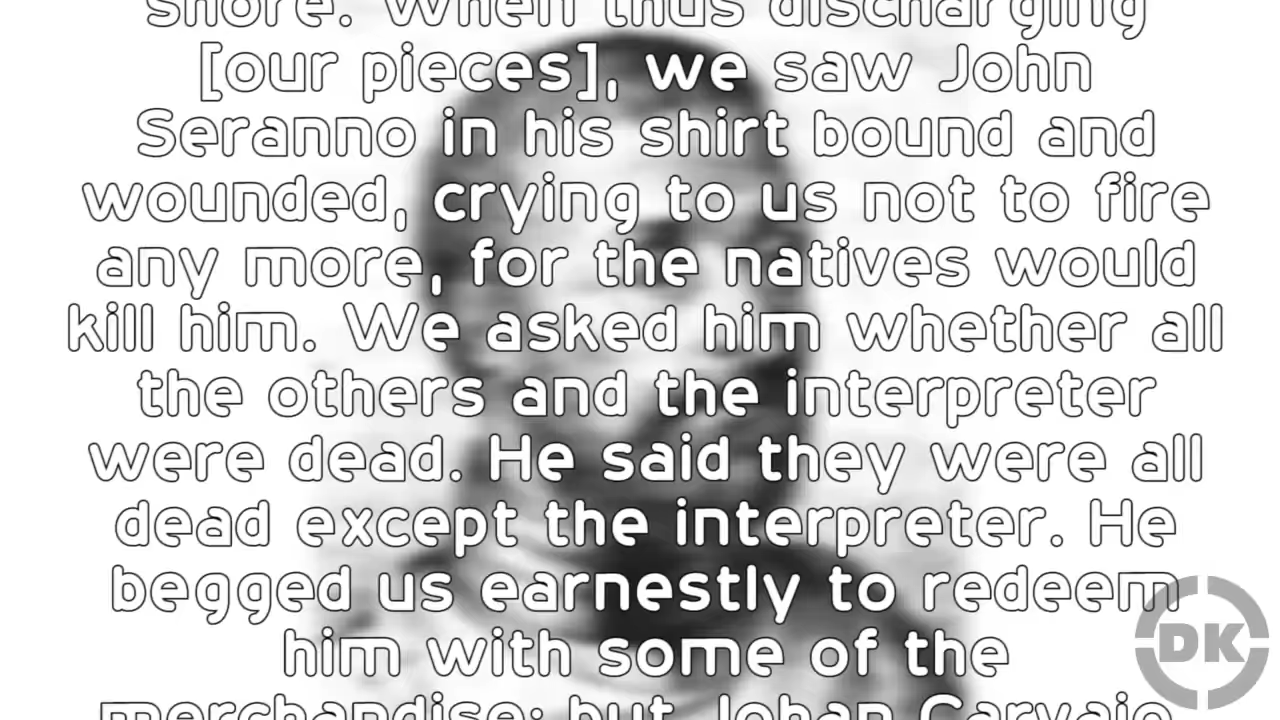 shore. When thus discharging
[our pieces], we saw John
Seranno in his shirt bound and
wounded, crying to us not to fire
any more, for the natives would
kill him. We asked him whether all
the others and the interpreter
were dead. He said they were all
dead except the interpreter. He
begged us earnestly to redeem
him with some of the
merchandise; but Johan Carvaio
DK